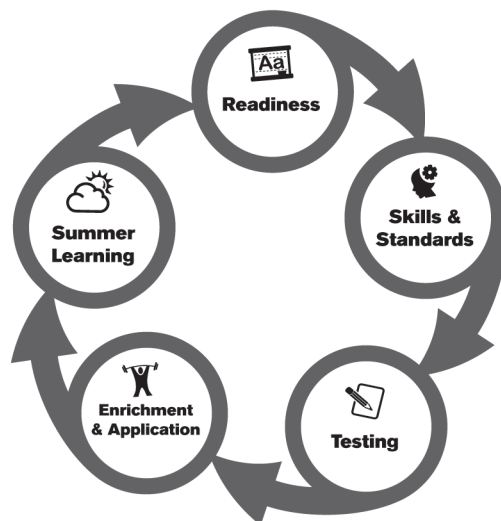 Aa
Readiness
Skills &
Standards
Testing
Enrichment
& Application
Summer
Learning